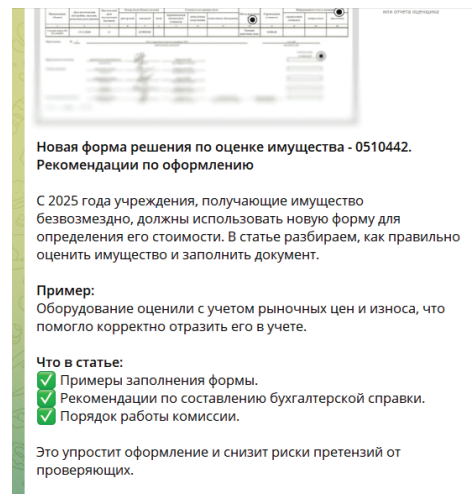 или отчета оценщика
Новая форма решения по оценке имущества - 0510442.
Рекомендации по оформлению
С 2025 года учреждения, получающие имущество
безвозмездно, должны использовать новую форму для
определения его стоимости. В статье разбираем, как правильно
оценить имущество и заполнить документ.
Пример:
Оборудование оценили с учетом рыночных цен и износа, что
помогло корректно отразить его в учете.
Что в статье:
✅ Примеры заполнения формы.
✅ Рекомендации по составлению бухгалтерской справки.
✅ Порядок работы комиссии.
Это упростит оформление и снизит риски претензий от
проверяющих.